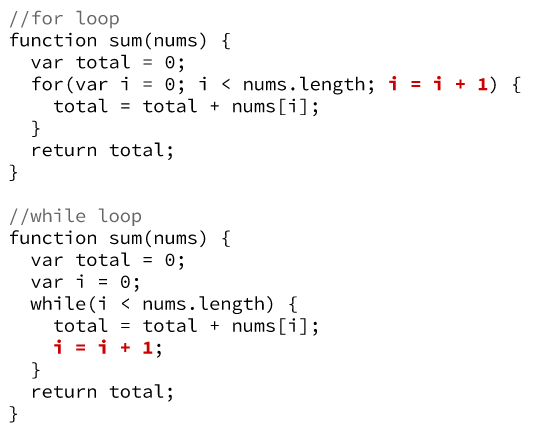 //for loop
function sum(nums) {
  var total = 0;
  for(var i = 0; i < nums.length; i = i + 1) {
    total = total + nums[i];
  }
  return total;
}

//while loop
function sum(nums) {
  var total = 0;
  var i = 0;
  while(i < nums.length) {
    total = total + nums[i];
    i = i + 1;
  }
  return total;
}